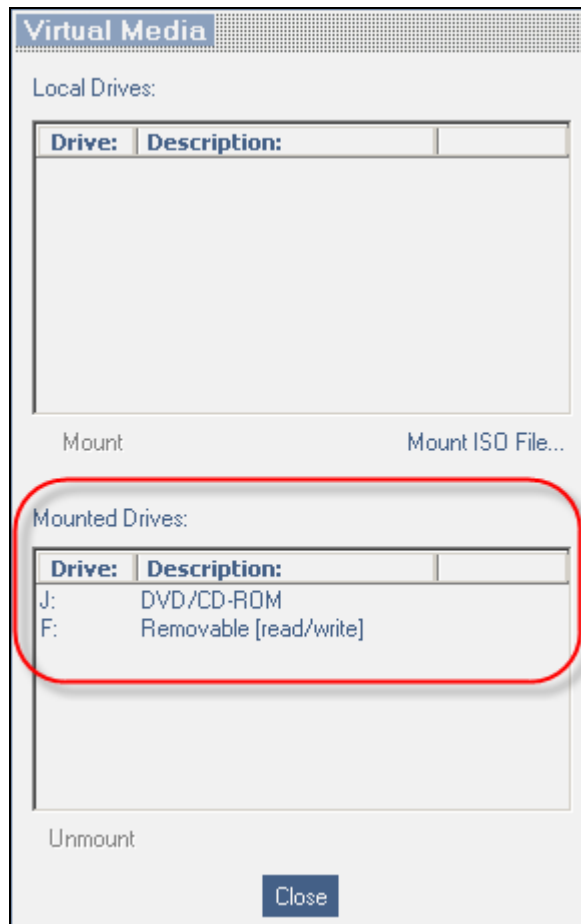 Virtual Media
Local Drives:
Drive: Description:
Mount Mount ISO File...
Mounted Drives:
Drive: Description:
J: DVD/CD-ROM
F: Removable [read/write]
Unmount
Close